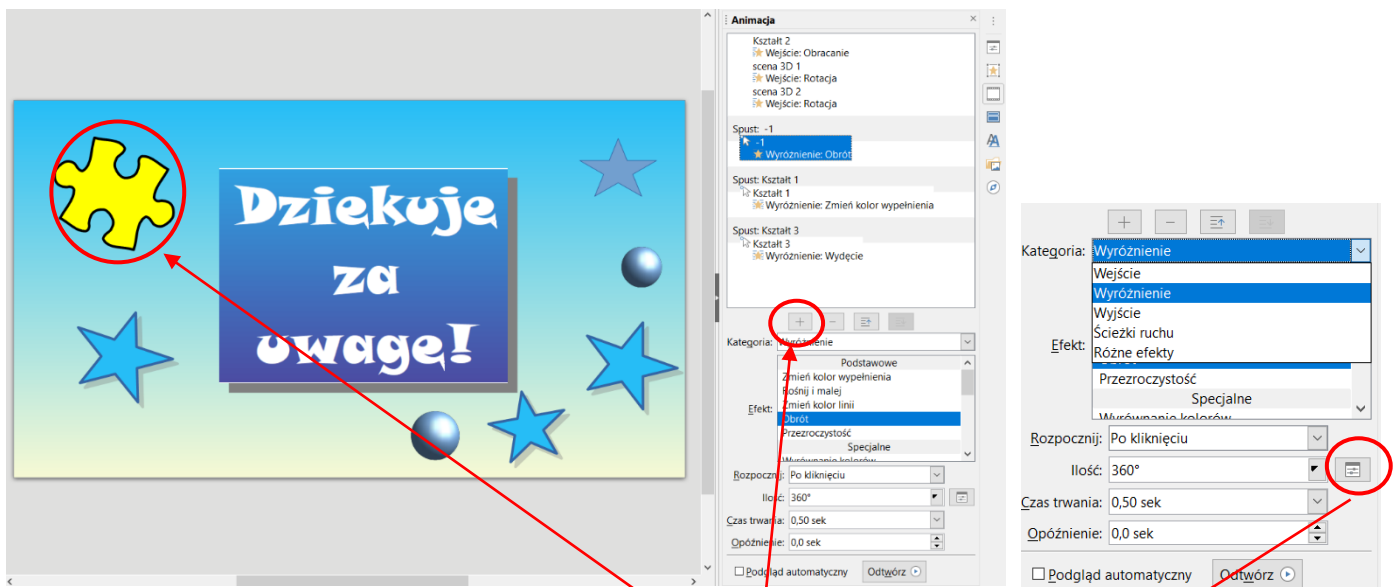 Dziękuję
za
uwagę!
Animacja
Kształt 2
Wejście: Obracanie
scena 3D 1
Wejście: Rotacja
scena 3D 2
Wejście: Rotacja
Spust: -1
-1
Wyróżnienie: Obrót
Spust: Kształt 1
Kształt 1
Wyróżnienie: Zmień kolor wypełnienia
Spust: Kształt 3
Kształt 3
Wyróżnienie: Wydęcie
Kategoria: Wyróżnienie
Podstawowe
Zmień kolor wypełnienia
Rośnij i malej
Zmień kolor linii
Efekt:
Obrót
Przezroczystość
Specjalne
Wyrównanie kolorów
Rozpocznij: Po kliknięciu
Ilość: 360°
Czas trwania: 0,50 sek
Opóźnienie: 0,0 sek
Podgląd automatyczny Odtwórz
Kategoria: Wyróżnienie
Wejście
Wyróżnienie
Wyjście
Ścieżki ruchu
Efekt: Różne efekty
Przezroczystość
Specjalne
Wyrównanie kolorów
Rozpocznij: Po kliknięciu
Ilość: 360°
Czas trwania: 0,50 sek
Opóźnienie: 0,0 sek
Podgląd automatyczny Odtwórz